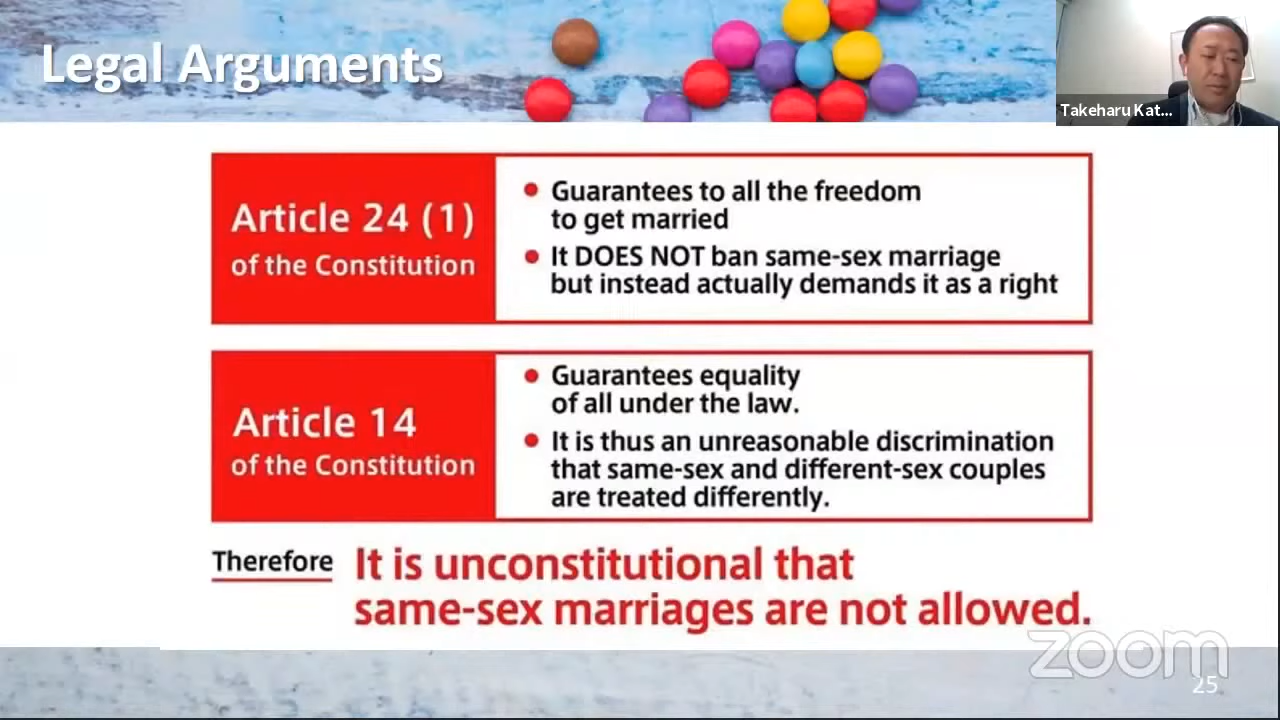 Legal Arguments
Takeharu Kat...
Article 24 (1)
of the Constitution
• Guarantees to all the freedom
to get married
• It DOES NOT ban same-sex marriage
but instead actually demands it as a right
Article 14
of the Constitution
• Guarantees equality
of all under the law.
• It is thus an unreasonable discrimination
that same-sex and different-sex couples
are treated differently.
Therefore It is unconstitutional that
same-sex marriages are not allowed.
zoom
25